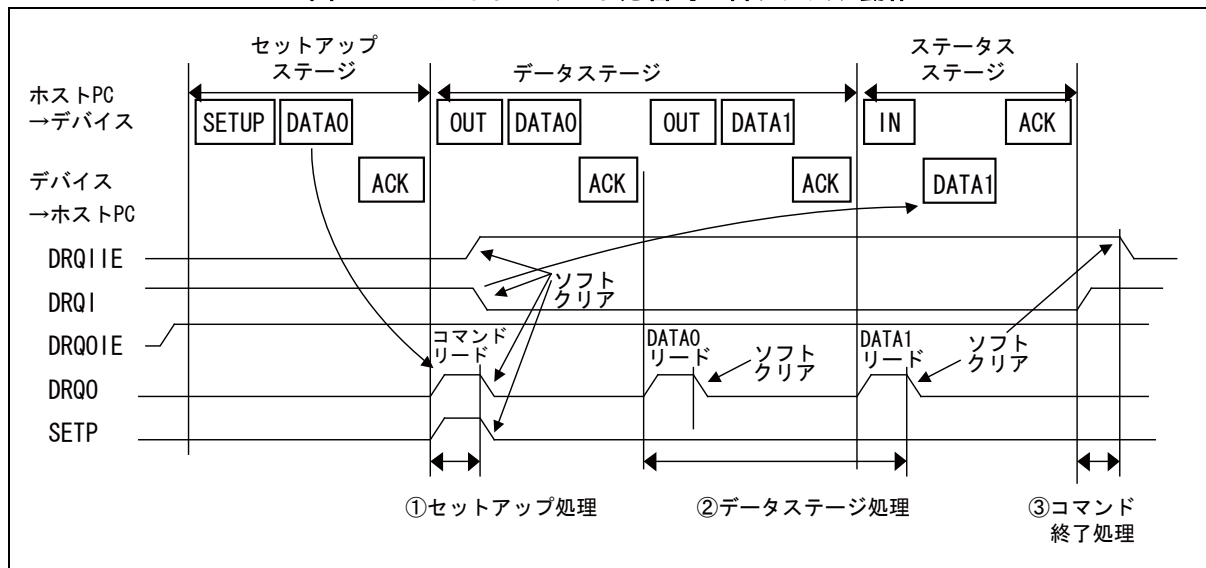 セットアップ
ステージ
データステージ
ステータス
ステージ
ホストPC
→デバイス
SETUP DATA0 OUT DATA0 OUT DATA1 IN ACK
デバイス
→ホストPC
ACK ACK ACK DATA1
DRQIIE
DRQI
ソフト
クリア
DRQOIE
コマンド
リード
DATA0
リード
ソフト
クリア
DATA1
リード
ソフト
クリア
DRQO
SETP
①セットアップ処理
②データステージ処理
③コマンド
終了処理